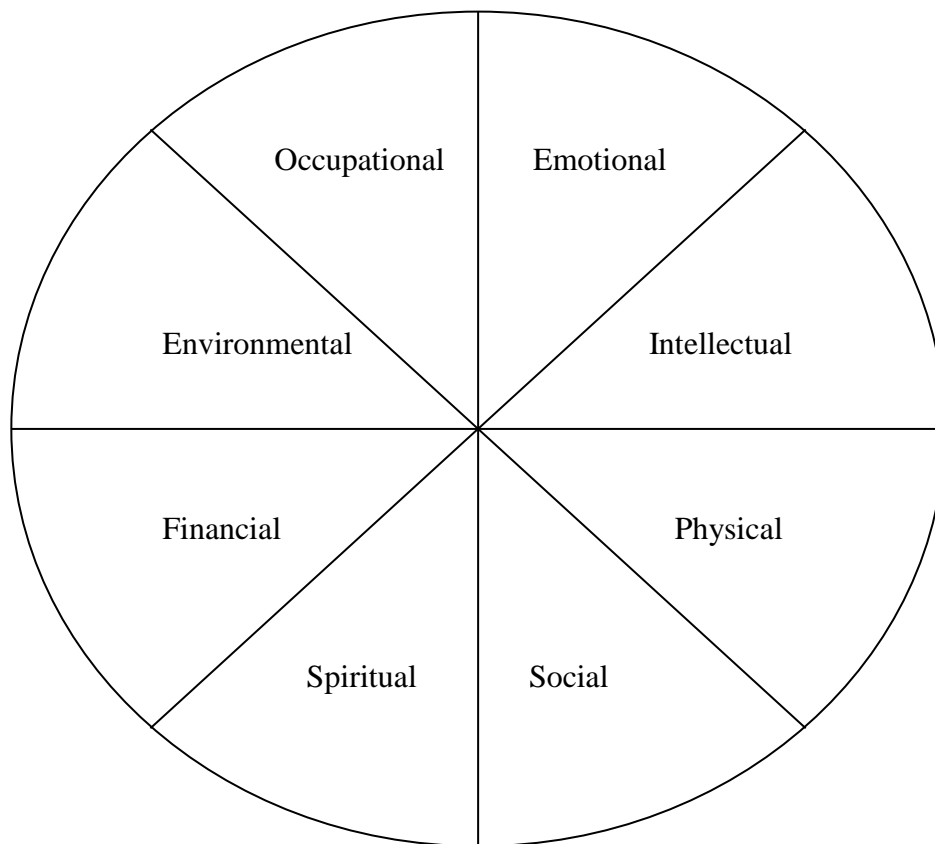 Occupational
Emotional
Environmental
Intellectual
Financial
Physical
Spiritual
Social